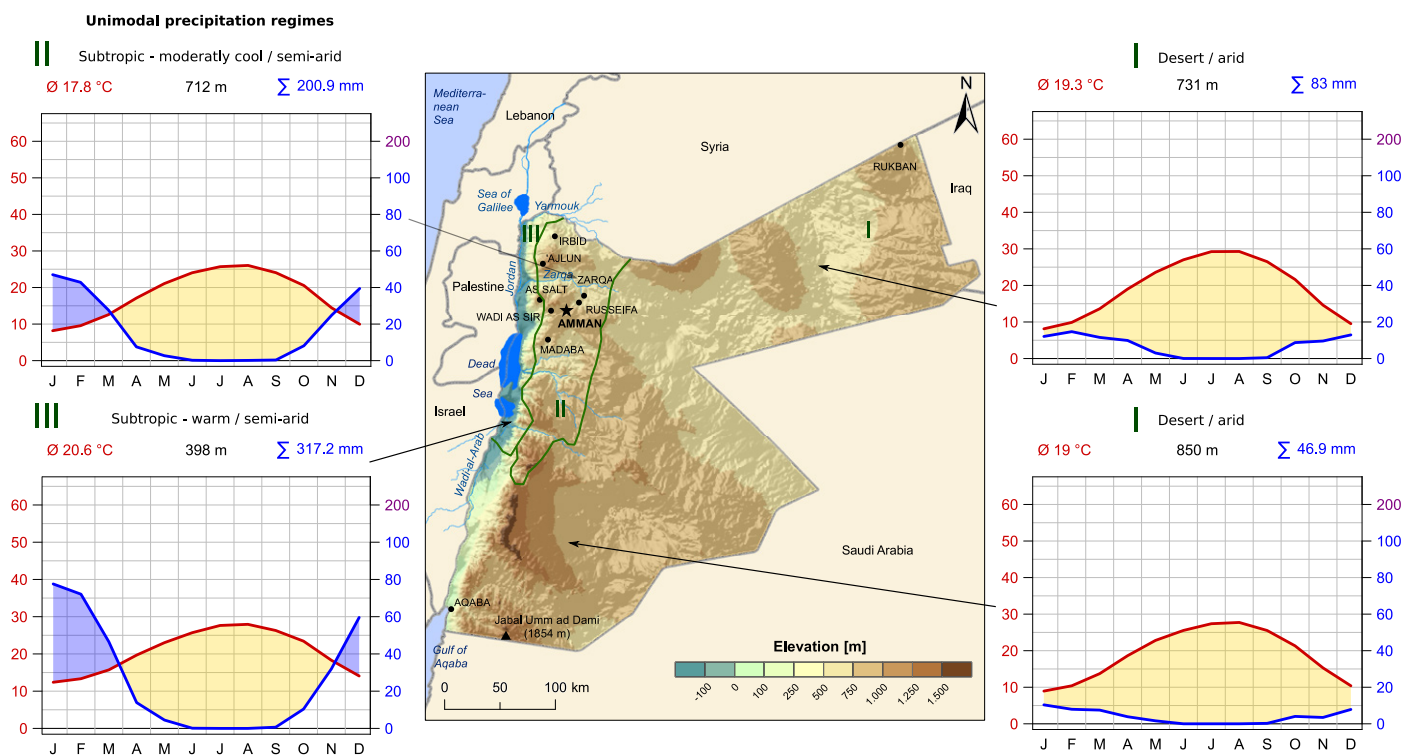 Unimodal precipitation regimes
II Subtropic - moderatly cool / semi-arid
Ø 17.8 °C 712 m ∑ 200.9 mm
60
50
40
30
20
10
0
200
100
80
60
40
20
0
J F M A M J J A S O N D
III Subtropic - warm / semi-arid
Ø 20.6 °C 398 m ∑ 317.2 mm
60
50
40
30
20
10
0
200
100
80
60
40
20
0
J F M A M J J A S O N D
Mediterra-
nean
Sea
Lebanon
Syria
N
Iraq
RUKBAN
Sea of
Galilee
Yarmouk
III
IRBID
I
'AJLUN
Jordan
Zarqa
ZARQA
Palestine
AS SALT
RUSSEIFA
WADI AS SIR
AMMAN
MADABA
Dead
Sea
Israel
II
Wadi-al-Arab
Saudi Arabia
AQABA
Jabal Umm ad Dami
(1854 m)
Gulf of
Aqaba
0 50 100 km
Elevation [m]
-100 0 100 250 500 750 1.000 1.250 1.500
I Desert / arid
Ø 19.3 °C 731 m ∑ 83 mm
60
50
40
30
20
10
0
200
100
80
60
40
20
0
J F M A M J J A S O N D
I Desert / arid
Ø 19 °C 850 m ∑ 46.9 mm
60
50
40
30
20
10
0
200
100
80
60
40
20
0
J F M A M J J A S O N D